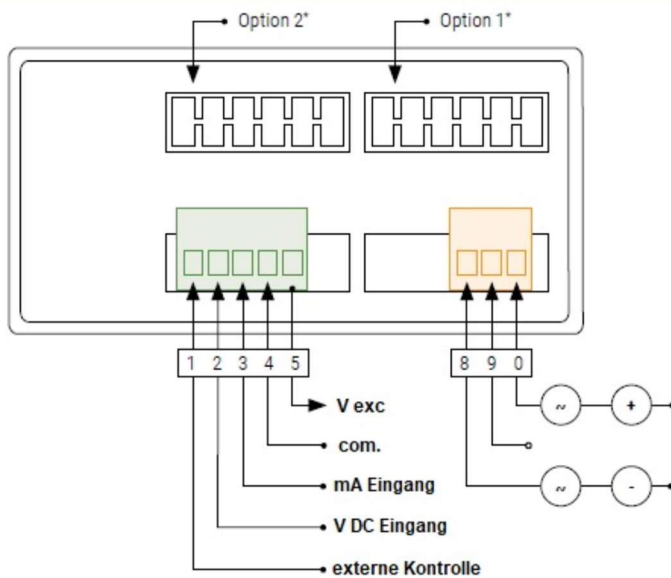 Option 2*
Option 1*
1 2 3 4 5
8 9 0
V exc
~ +
com.
mA Eingang
~ -
V DC Eingang
externe Kontrolle